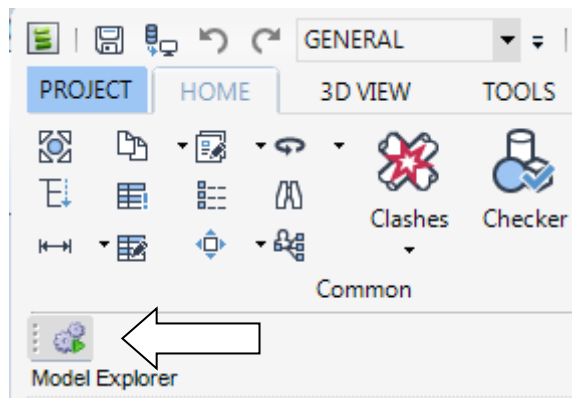 GENERAL
PROJECT HOME 3D VIEW TOOLS
Clashes Checker
Common
Model Explorer